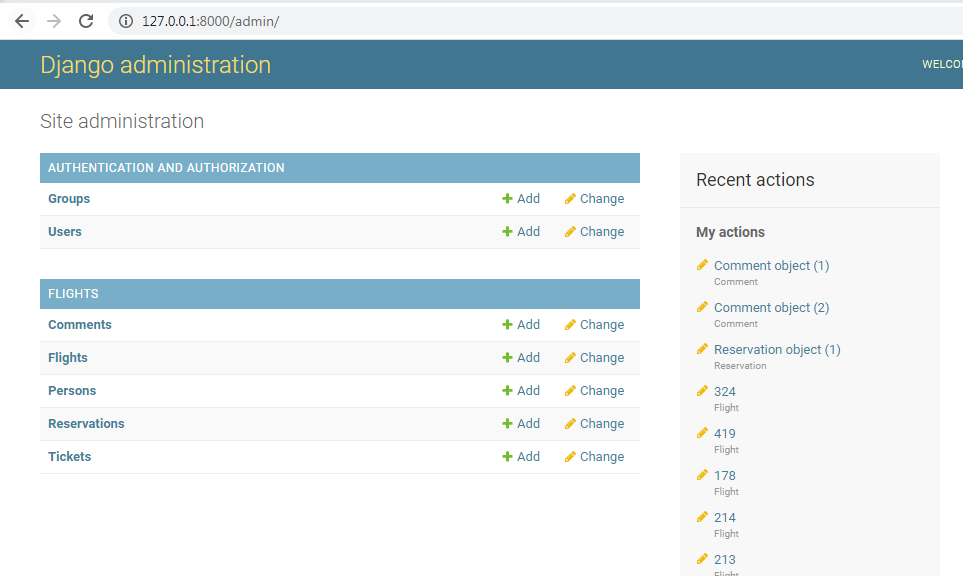 127.0.0.1:8000/admin/
Django administration
WELCO
Site administration
AUTHENTICATION AND AUTHORIZATION
Groups Add Change
Users Add Change
FLIGHTS
Comments Add Change
Flights Add Change
Persons Add Change
Reservations Add Change
Tickets Add Change
Recent actions
My actions
Comment object (1)
Comment
Comment object (2)
Comment
Reservation object (1)
Reservation
324
Flight
419
Flight
178
Flight
214
Flight
213
Flight